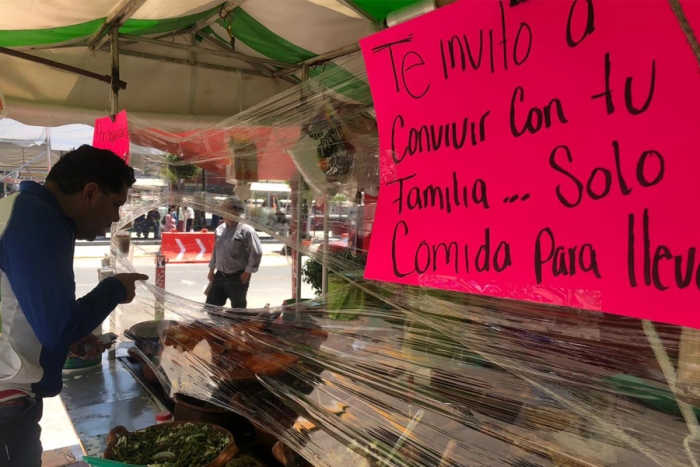 Te invito a
Convivir Con tu
Familia... Solo
Comida Para lleva